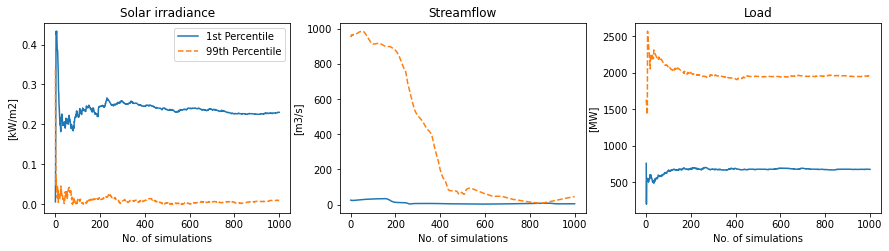 Solar irradiance
[kW/m2]
0.4
0.3
0.2
0.1
0.0
1st Percentile
99th Percentile
0 200 400 600 800 1000
No. of simulations
Streamflow
[m3/s]
1000
800
600
400
200
0
0 200 400 600 800 1000
No. of simulations
Load
[MW]
2500
2000
1500
1000
500
0 200 400 600 800 1000
No. of simulations